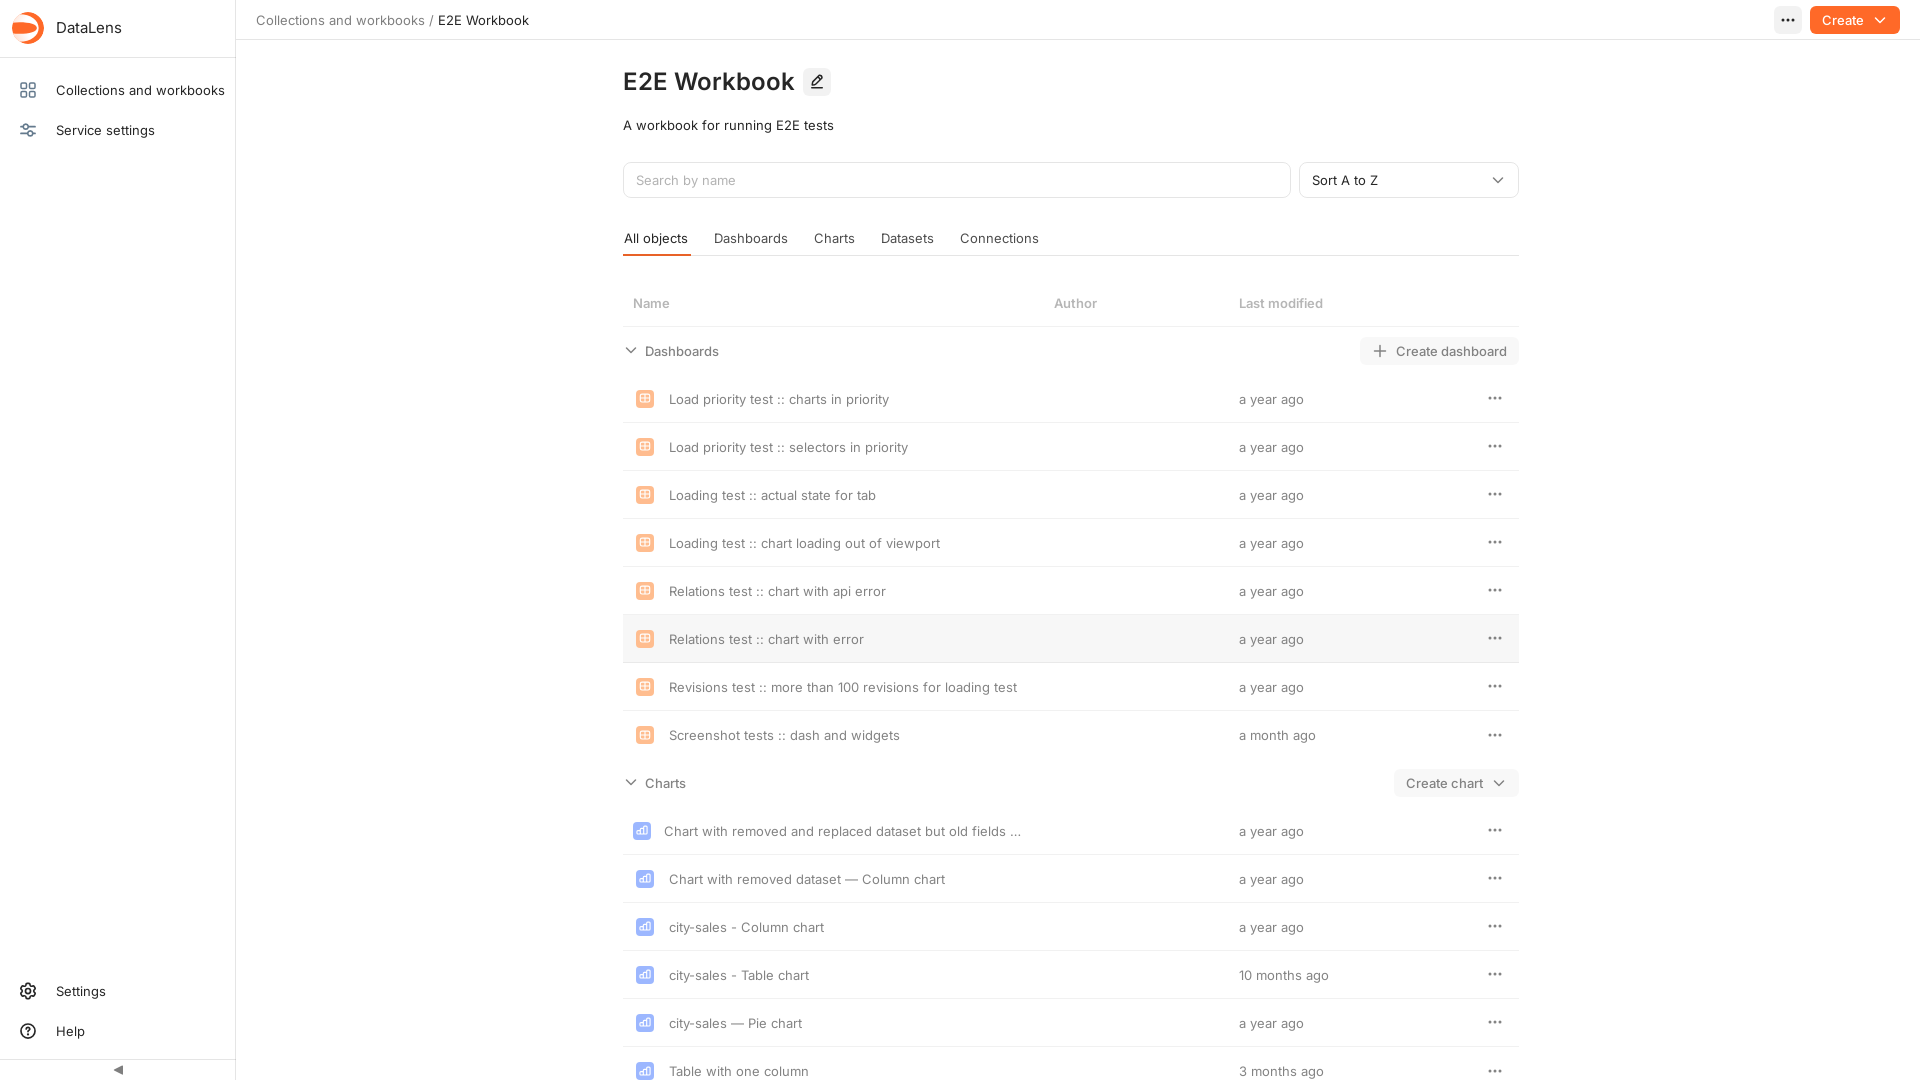 DataLens
Collections and workbooks / E2E Workbook
Create
Collections and workbooks
Service settings
E2E Workbook
A workbook for running E2E tests
Search by name
Sort A to Z
All objects
Dashboards
Charts
Datasets
Connections
Name
Author
Last modified
Dashboards
Create dashboard
Load priority test :: charts in priority
a year ago
Load priority test :: selectors in priority
a year ago
Loading test :: actual state for tab
a year ago
Loading test :: chart loading out of viewport
a year ago
Relations test :: chart with api error
a year ago
Relations test :: chart with error
a year ago
Revisions test :: more than 100 revisions for loading test
a year ago
Screenshot tests :: dash and widgets
a month ago
Charts
Create chart
Chart with removed and replaced dataset but old fields ...
a year ago
Chart with removed dataset — Column chart
a year ago
city-sales - Column chart
a year ago
city-sales - Table chart
10 months ago
city-sales — Pie chart
a year ago
Table with one column
3 months ago
Settings
Help